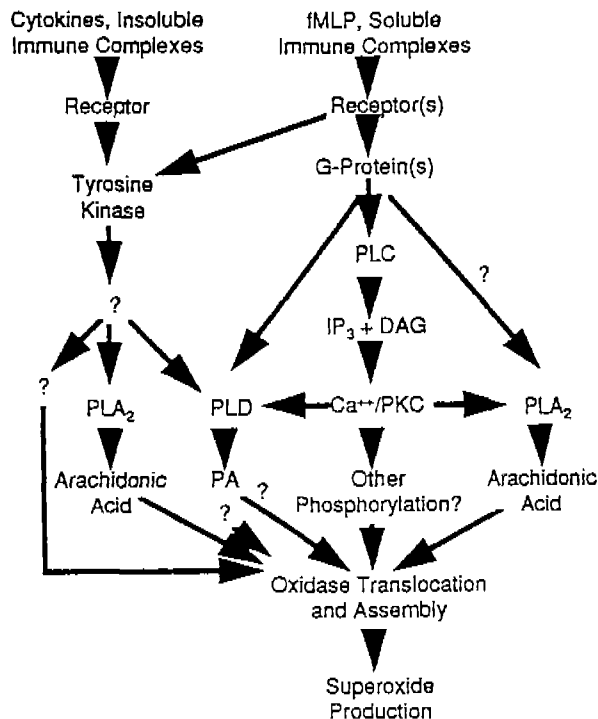 Cytokines, Insoluble
Immune Complexes
fMLP, Soluble
Immune Complexes
Receptor
Receptor(s)
G-Protein(s)
Tyrosine
Kinase
PLC
?
?
IP₃ + DAG
?
PLA₂
PLD
Ca⁺⁺/PKC
PLA₂
Arachidonic
Acid
PA
?
?
Other
Phosphorylation?
Arachidonic
Acid
Oxidase Translocation
and Assembly
Superoxide
Production